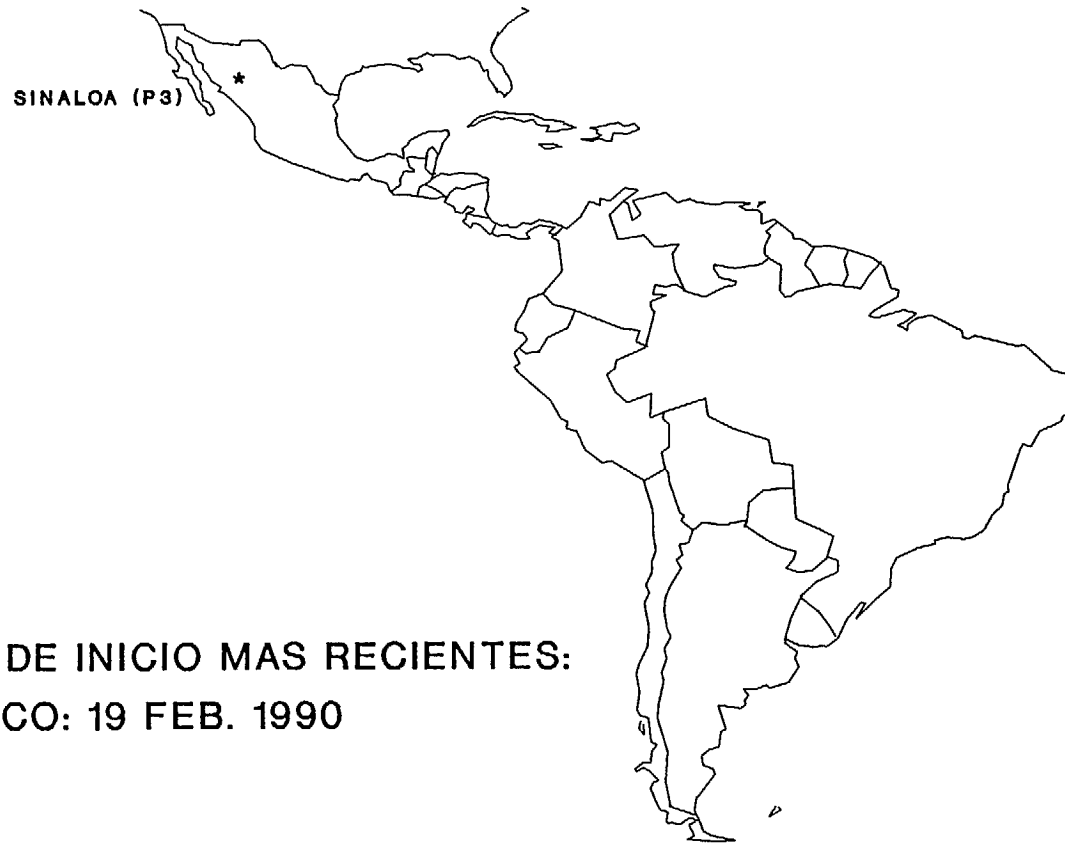 SINALOA (P3)
*
DE INICIO MAS RECIENTES:
CO: 19 FEB. 1990